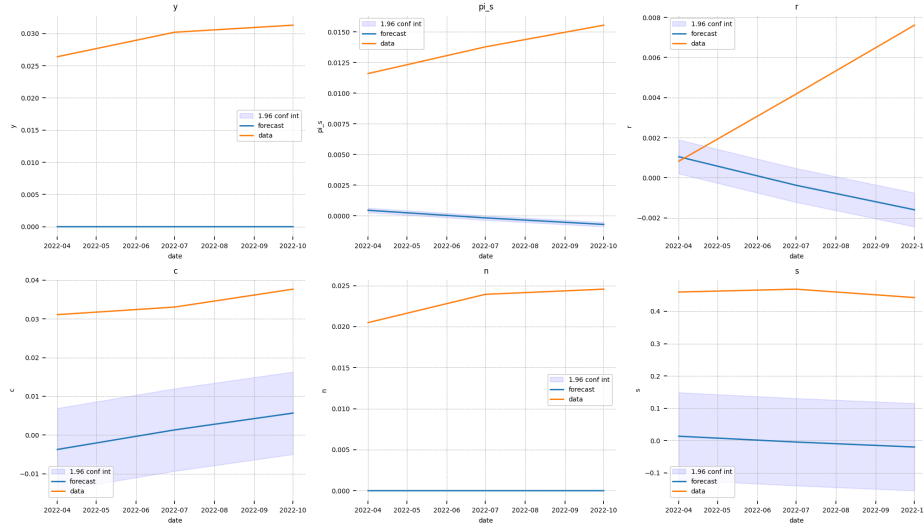 y
0.030
0.025
0.020
0.015
0.010
0.005
0.000
y
1.96 conf int
forecast
data
2022-04 2022-05 2022-06 2022-07 2022-08 2022-09 2022-10
date
pi_s
0.0150
0.0125
0.0100
0.0075
0.0050
0.0025
0.0000
pi_s
1.96 conf int
forecast
data
2022-04 2022-05 2022-06 2022-07 2022-08 2022-09 2022-10
date
r
0.008
0.006
0.004
0.002
0.000
−0.002
r
1.96 conf int
forecast
data
2022-04 2022-05 2022-06 2022-07 2022-08 2022-09 2022-1
date
c
0.04
0.03
0.02
0.01
0.00
−0.01
c
1.96 conf int
forecast
data
2022-04 2022-05 2022-06 2022-07 2022-08 2022-09 2022-10
date
n
0.025
0.020
0.015
0.010
0.005
0.000
n
1.96 conf int
forecast
data
2022-04 2022-05 2022-06 2022-07 2022-08 2022-09 2022-10
date
s
0.4
0.3
0.2
0.1
0.0
−0.1
s
1.96 conf int
forecast
data
2022-04 2022-05 2022-06 2022-07 2022-08 2022-09 2022-1
date